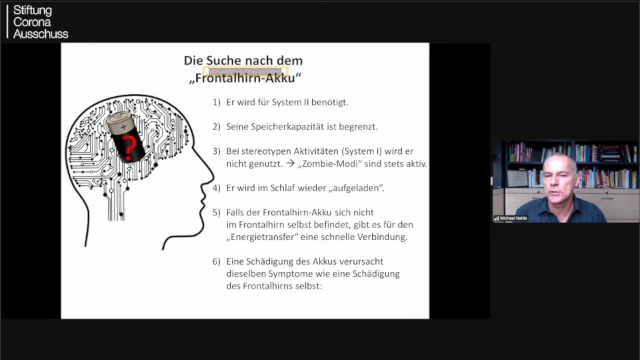 Stiftung
Corona
Ausschuss
Die Suche nach dem
„Frontalhirn-Akku“
1) Er wird für System II benötigt.
2) Seine Speicherkapazität ist begrenzt.
3) Bei stereotypen Aktivitäten (System I) wird er
nicht genutzt. → „Zombie-Modi“ sind stets aktiv.
4) Er wird im Schlaf wieder „aufgeladen“.
5) Falls der Frontalhirn-Akku sich nicht
im Frontalhirn selbst befindet, gibt es für den
„Energietransfer“ eine schnelle Verbindung.
6) Eine Schädigung des Akkus verursacht
dieselben Symptome wie eine Schädigung
des Frontalhirns selbst:
?
Michael Nehls